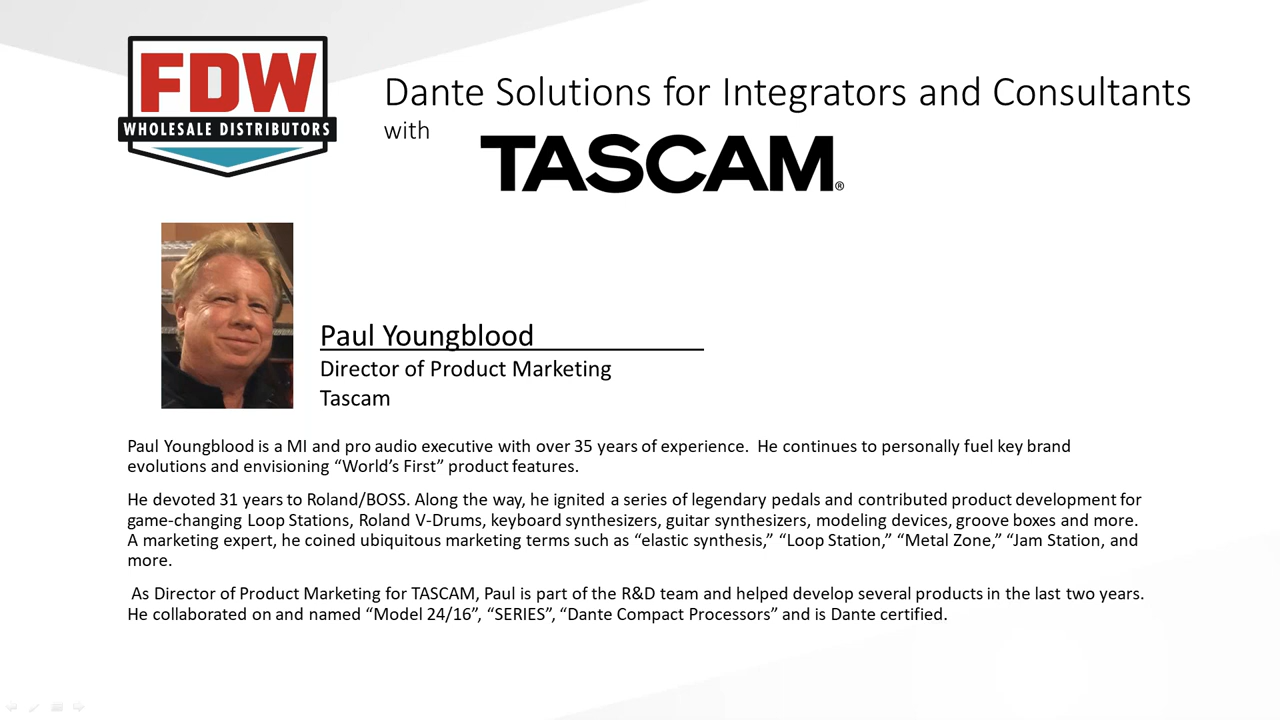 FDW
WHOLESALE DISTRIBUTORS
Dante Solutions for Integrators and Consultants
with
TASCAM®
Paul Youngblood
Director of Product Marketing
Tascam
Paul Youngblood is a MI and pro audio executive with over 35 years of experience.  He continues to personally fuel key brand
evolutions and envisioning “World’s First” product features.
He devoted 31 years to Roland/BOSS. Along the way, he ignited a series of legendary pedals and contributed product development for
game-changing Loop Stations, Roland V-Drums, keyboard synthesizers, guitar synthesizers, modeling devices, groove boxes and more.
A marketing expert, he coined ubiquitous marketing terms such as “elastic synthesis,” “Loop Station,” “Metal Zone,” “Jam Station, and
more.
As Director of Product Marketing for TASCAM, Paul is part of the R&D team and helped develop several products in the last two years.
He collaborated on and named “Model 24/16”, “SERIES”, “Dante Compact Processors” and is Dante certified.